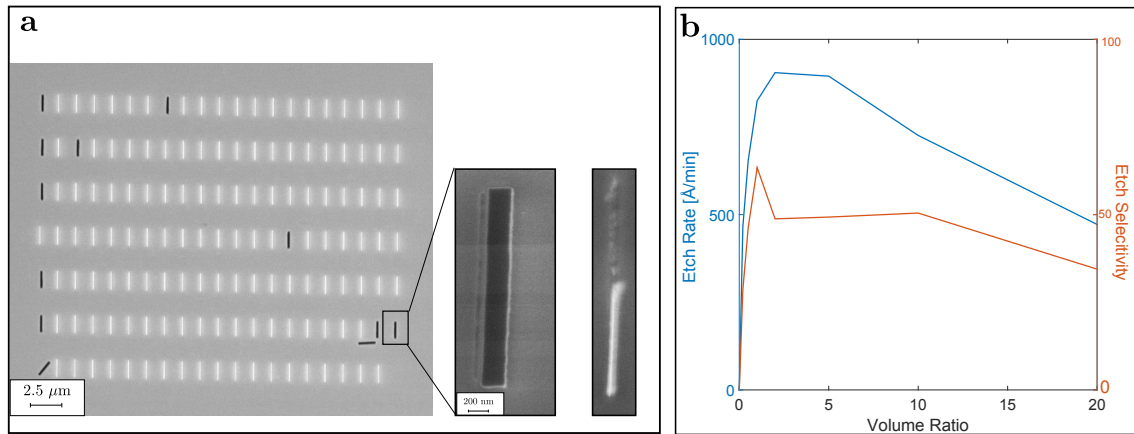 a
2.5 μm
200 nm
b
1000
500
0
Etch Rate [Å/min]
100
50
0
Etch Selecitivity
0 5 10 15 20
Volume Ratio